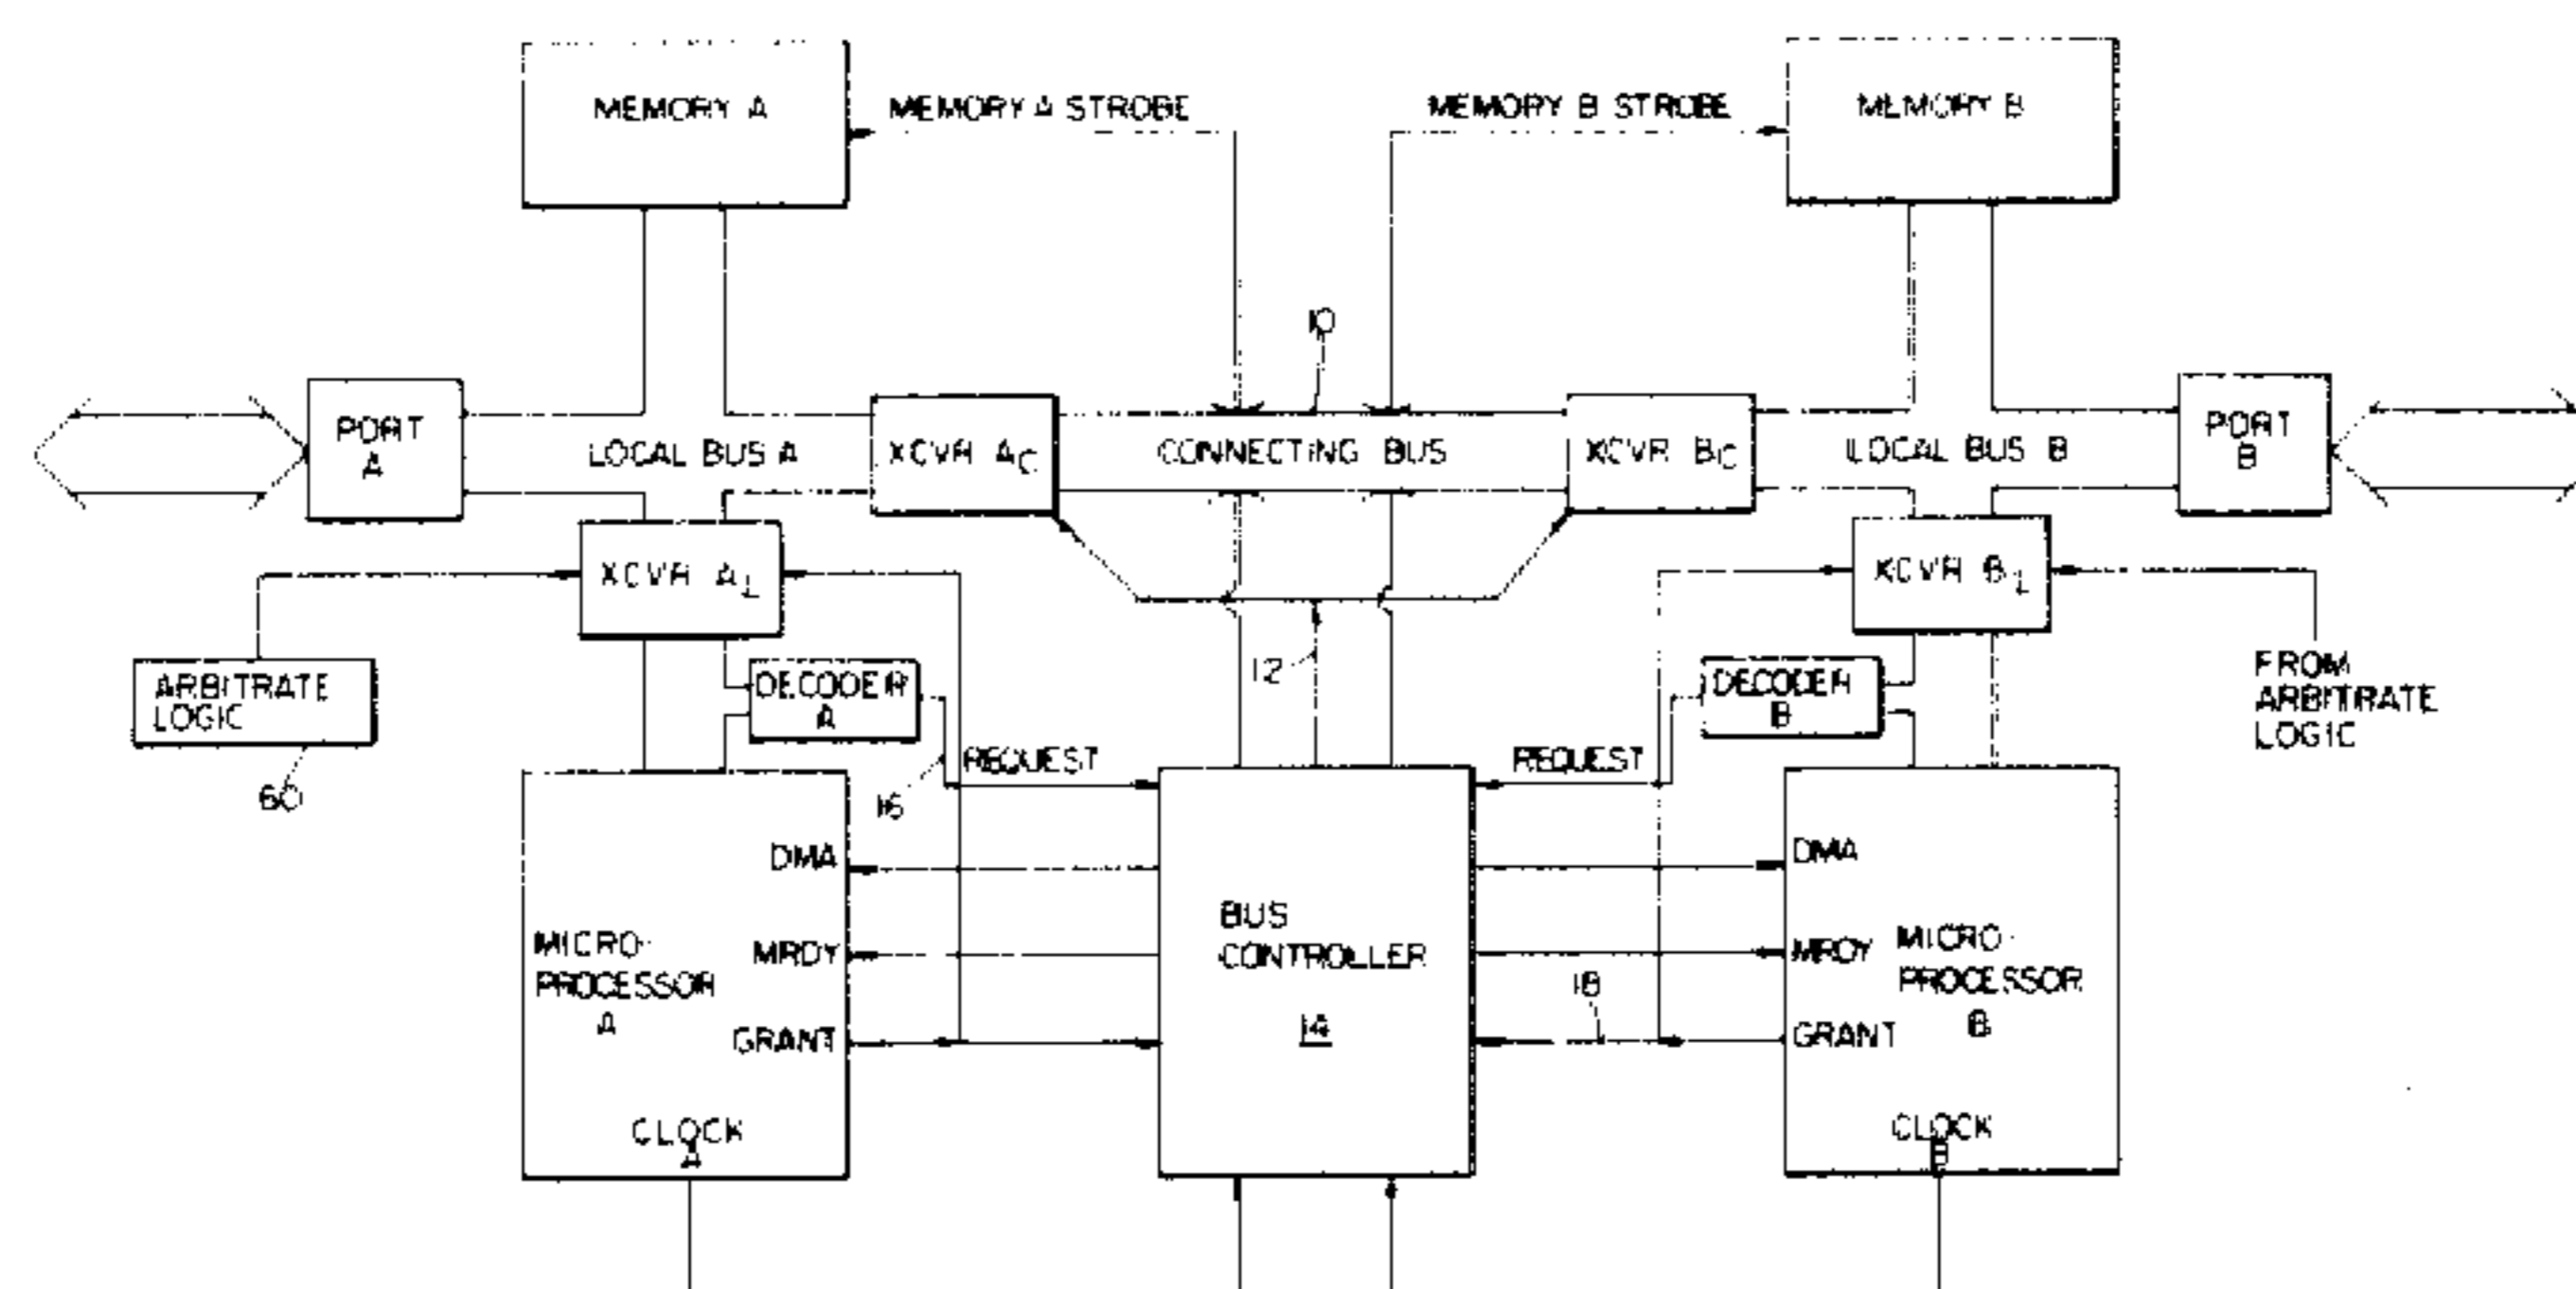 MEMORY A
MEMORY A STROBE
MEMORY B STROBE
MEMORY B
10
PORT
A
LOCAL BUS A
XCVR AC
CONNECTING BUS
XCVR BC
LOCAL BUS B
PORT
B
XCVR AL
XCVR BL
12
ARBITRATE
LOGIC
60
DECODER
A
DECODER
B
FROM
ARBITRATE
LOGIC
16
REQUEST
REQUEST
DMA
MRDY
GRANT
MICRO-
PROCESSOR
A
CLOCK
A
BUS
CONTROLLER
14
18
DMA
MRDY
GRANT
MICRO-
PROCESSOR
B
CLOCK
B